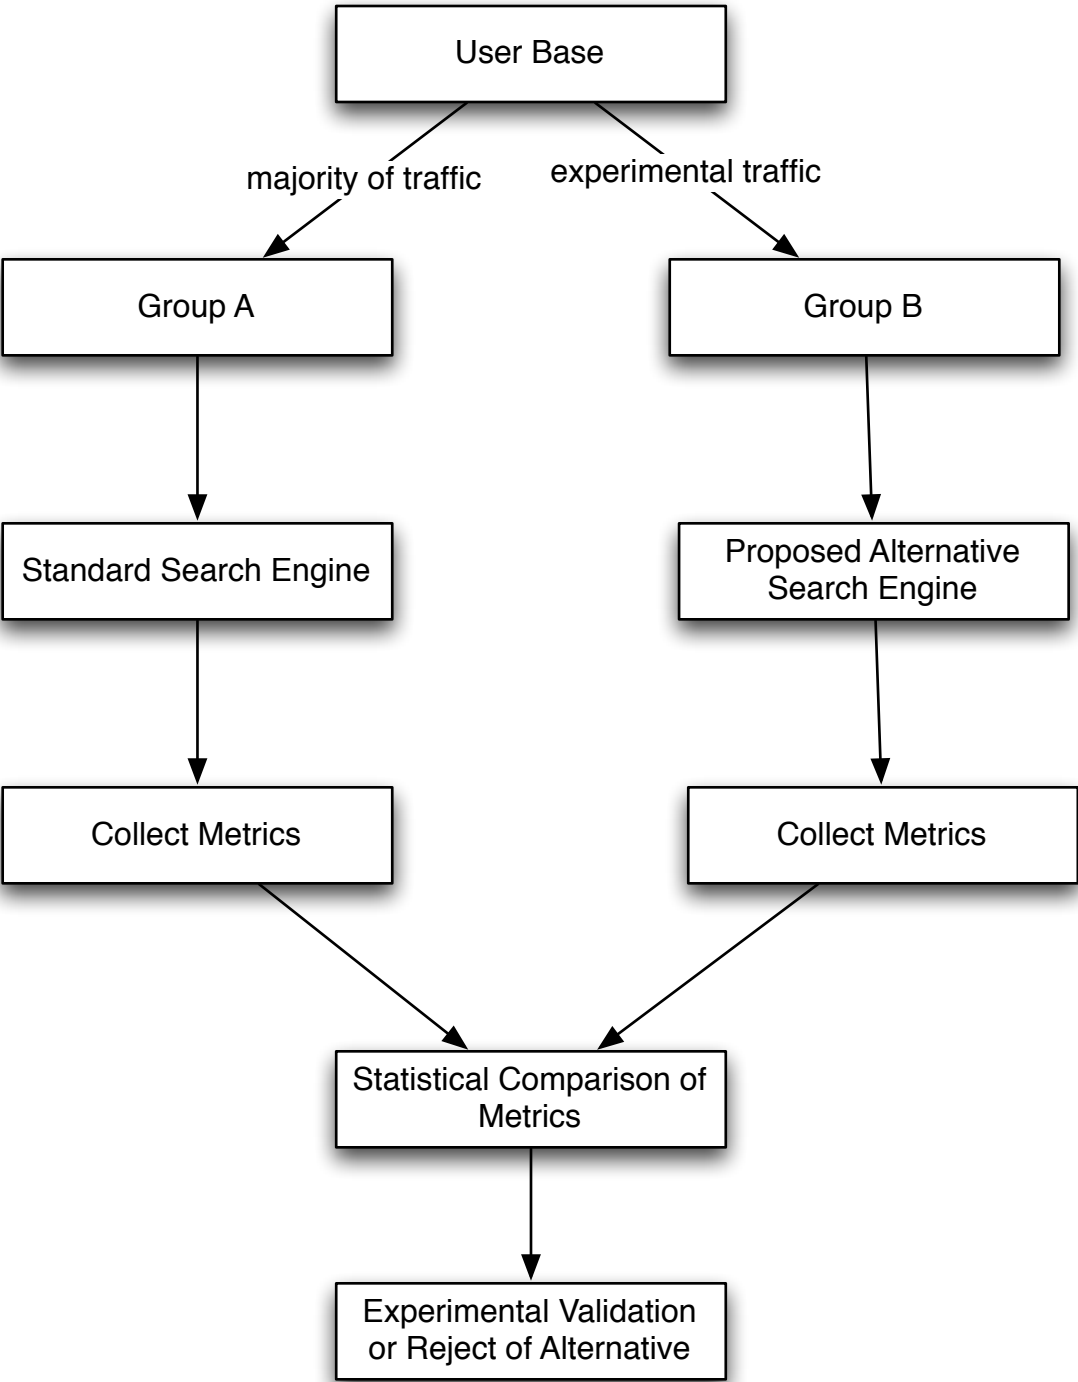 User Base
majority of traffic
experimental traffic
Group A
Group B
Standard Search Engine
Proposed Alternative
Search Engine
Collect Metrics
Collect Metrics
Statistical Comparison of
Metrics
Experimental Validation
or Reject of Alternative